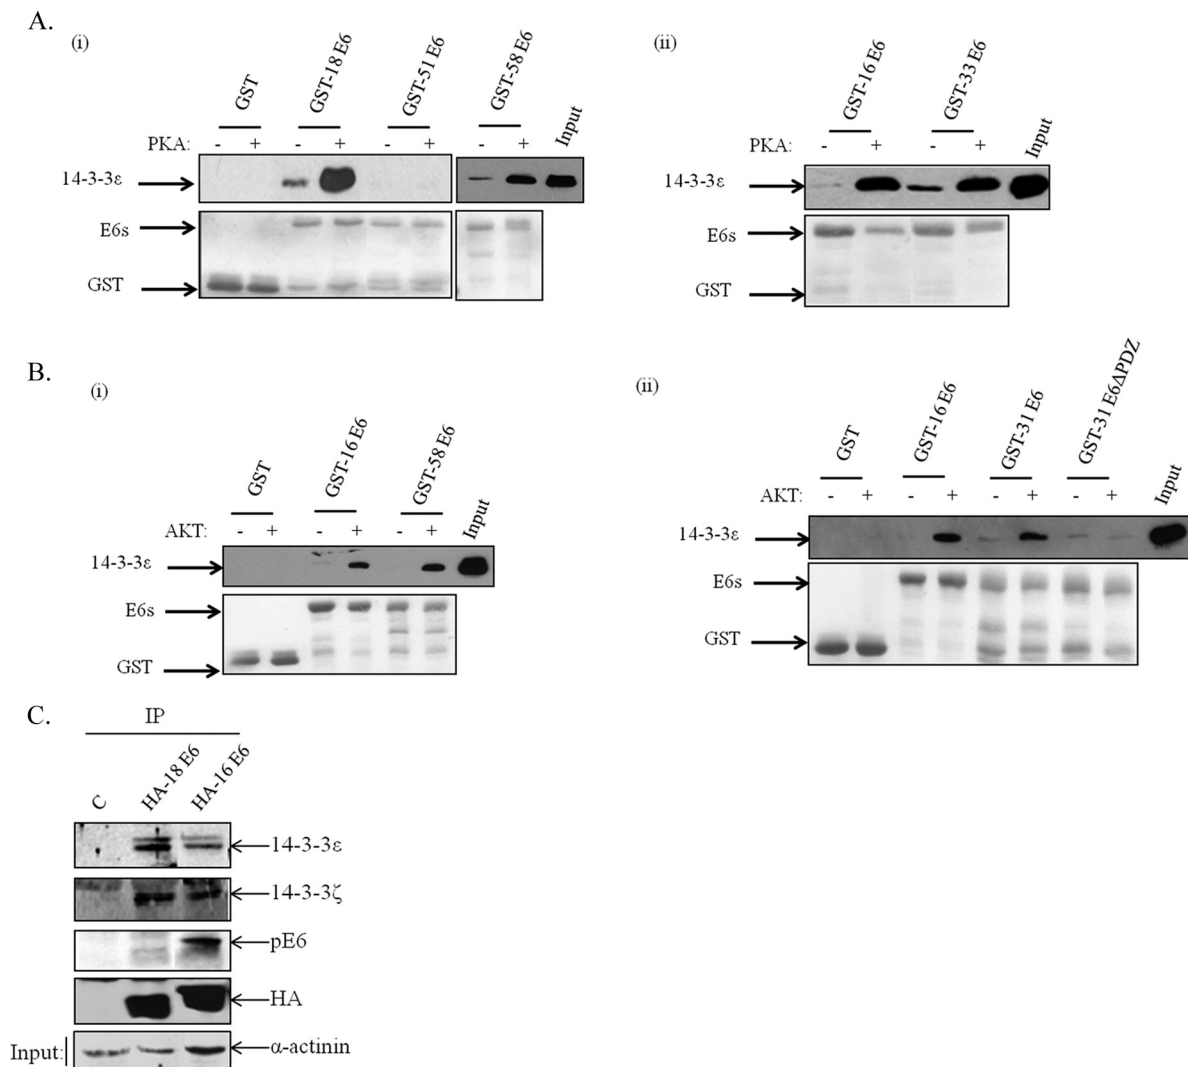 A.
(i)
GST
GST-18 E6
GST-51 E6
GST-58 E6
Input
PKA: - + - + - + - +
14-3-3ε
E6s
GST
(ii)
GST-16 E6
GST-33 E6
Input
PKA: - + - +
14-3-3ε
E6s
GST
B.
(i)
GST
GST-16 E6
GST-58 E6
Input
AKT: - + - + - +
14-3-3ε
E6s
GST
(ii)
GST
GST-16 E6
GST-31 E6
GST-31 E6ΔPDZ
Input
AKT: - + - + - + - +
14-3-3ε
E6s
GST
C.
IP
C
HA-18 E6
HA-16 E6
14-3-3ε
14-3-3ζ
pE6
HA
Input: α-actinin